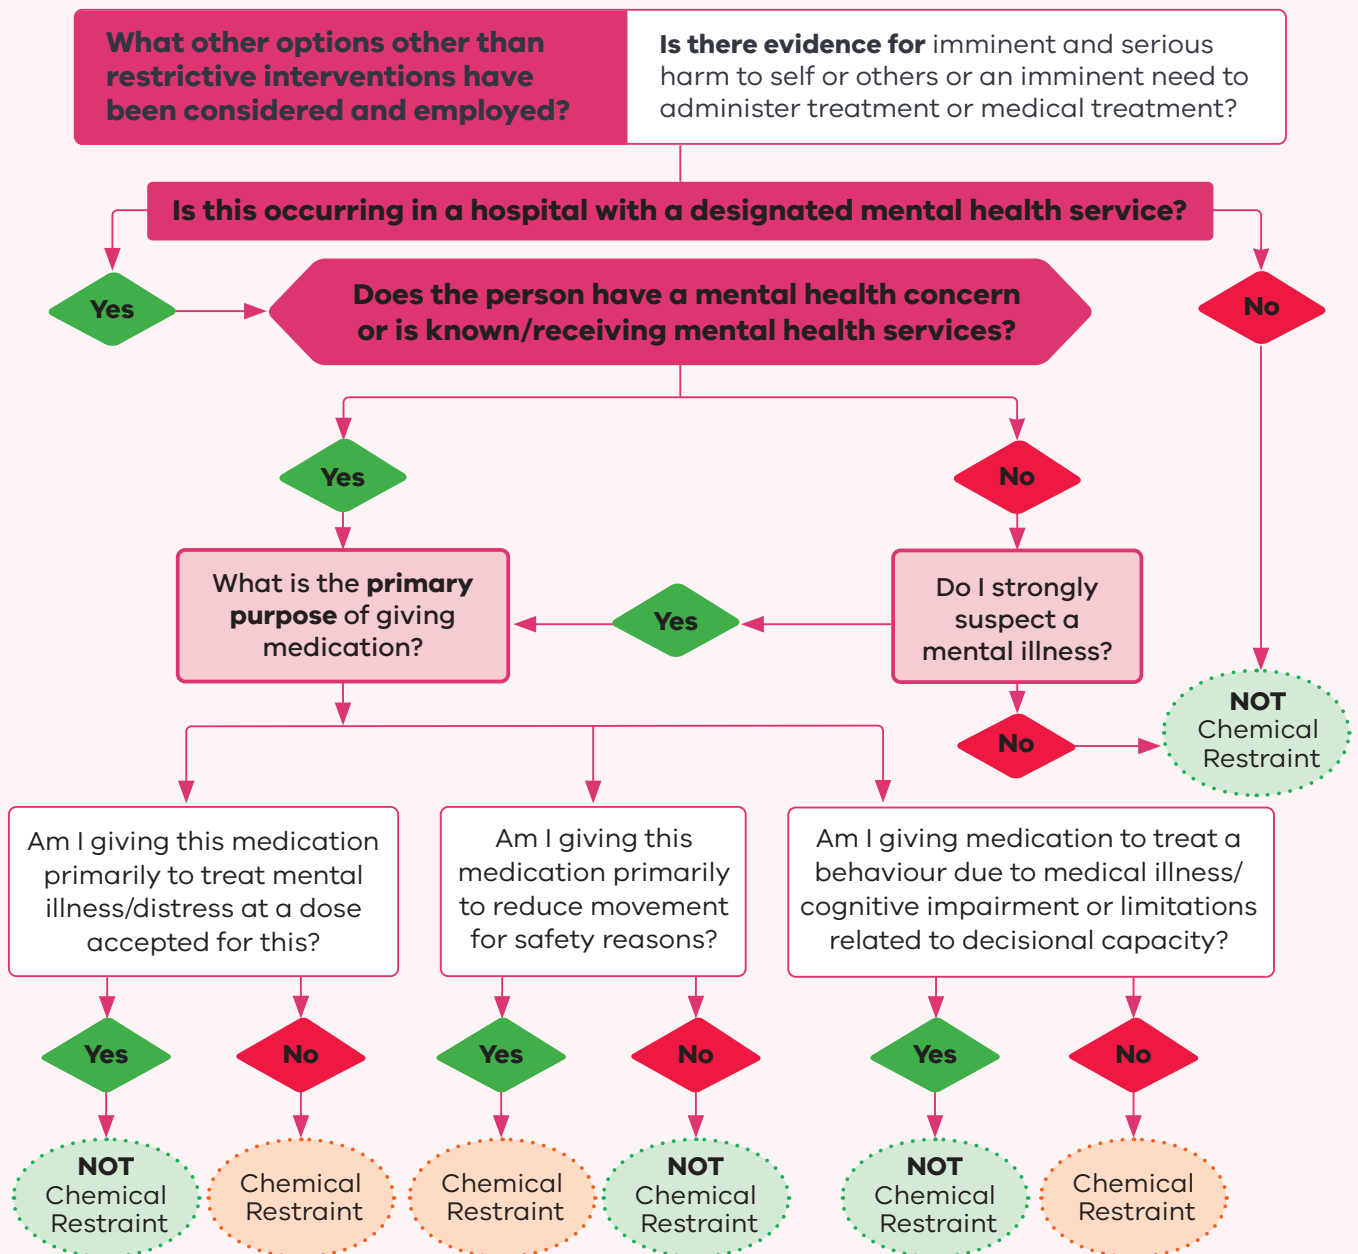 What other options other than
restrictive interventions have
been considered and employed?
Is there evidence for imminent and serious
harm to self or others or an imminent need to
administer treatment or medical treatment?
Is this occurring in a hospital with a designated mental health service?
Yes
Does the person have a mental health concern
or is known/receiving mental health services?
No
Yes
No
What is the primary
purpose of giving
medication?
Yes
Do I strongly
suspect a
mental illness?
No
NOT
Chemical
Restraint
Am I giving this medication
primarily to treat mental
illness/distress at a dose
accepted for this?
Am I giving this
medication primarily
to reduce movement
for safety reasons?
Am I giving medication to treat a
behaviour due to medical illness/
cognitive impairment or limitations
related to decisional capacity?
Yes
No
Yes
No
Yes
No
NOT
Chemical
Restraint
Chemical
Restraint
Chemical
Restraint
NOT
Chemical
Restraint
NOT
Chemical
Restraint
Chemical
Restraint